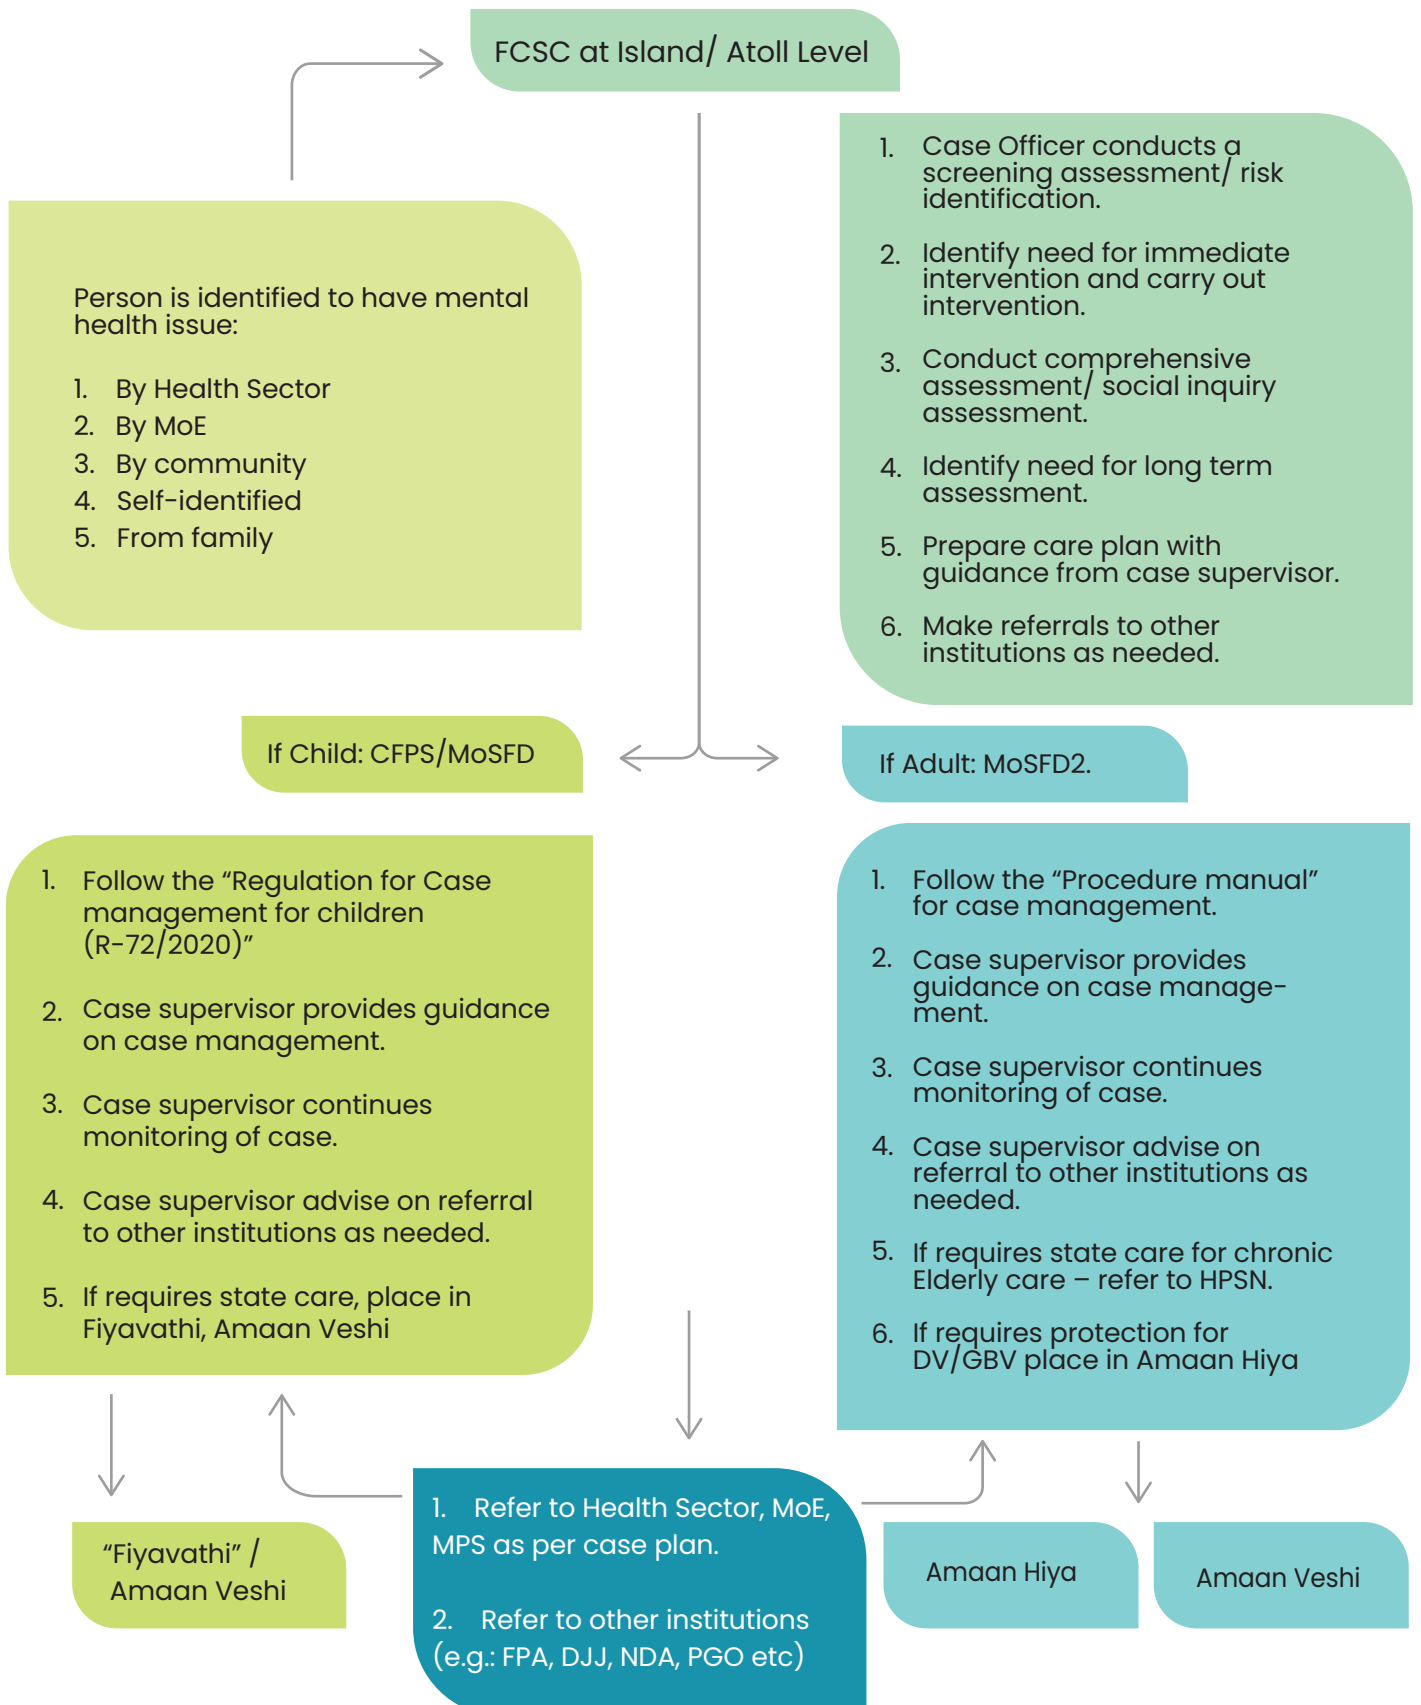 FCSC at Island/ Atoll Level
Person is identified to have mental
health issue:
1. By Health Sector
2. By MoE
3. By community
4. Self-identified
5. From family
1. Case Officer conducts a
screening assessment/ risk
identification.
2. Identify need for immediate
intervention and carry out
intervention.
3. Conduct comprehensive
assessment/ social inquiry
assessment.
4. Identify need for long term
assessment.
5. Prepare care plan with
guidance from case supervisor.
6. Make referrals to other
institutions as needed.
If Child: CFPS/MoSFD
If Adult: MoSFD2.
1. Follow the “Regulation for Case
management for children
(R-72/2020)”
2. Case supervisor provides guidance
on case management.
3. Case supervisor continues
monitoring of case.
4. Case supervisor advise on referral
to other institutions as needed.
5. If requires state care, place in
Fiyavathi, Amaan Veshi
1. Follow the “Procedure manual”
for case management.
2. Case supervisor provides
guidance on case manage-
ment.
3. Case supervisor continues
monitoring of case.
4. Case supervisor advise on
referral to other institutions as
needed.
5. If requires state care for chronic
Elderly care – refer to HPSN.
6. If requires protection for
DV/GBV place in Amaan Hiya
“Fiyavathi” /
Amaan Veshi
1. Refer to Health Sector, MoE,
MPS as per case plan.
2. Refer to other institutions
(e.g.: FPA, DJJ, NDA, PGO etc)
Amaan Hiya
Amaan Veshi